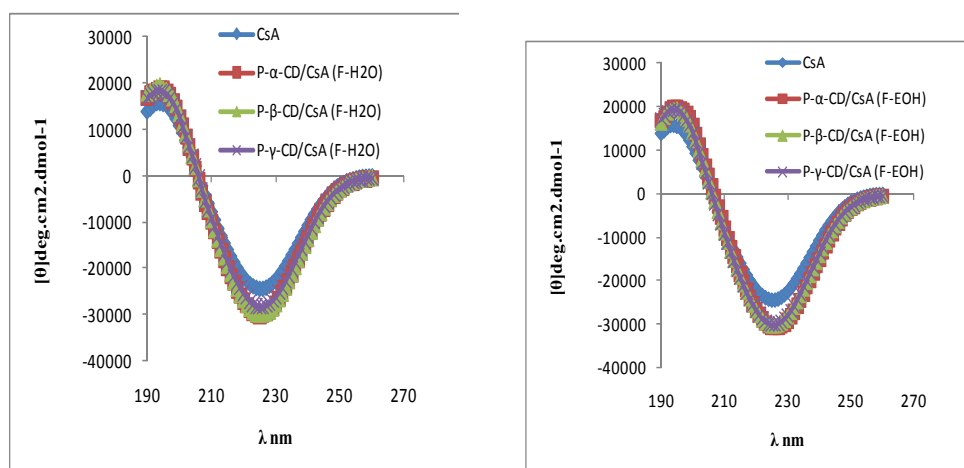 30000
20000
10000
0
-10000
-20000
-30000
-40000
[θ]deg.cm2.dmol-1
CsA
P-α-CD/CsA (F-H2O)
P-β-CD/CsA (F-H2O)
P-γ-CD/CsA (F-H2O)
190 210 230 250 270
λ nm
40000
30000
20000
10000
0
-10000
-20000
-30000
-40000
[θ]deg.cm2.dmol-1
CsA
P-α-CD/CsA (F-EOH)
P-β-CD/CsA (F-EOH)
P-γ-CD/CsA (F-EOH)
190 210 230 250 270
λ nm